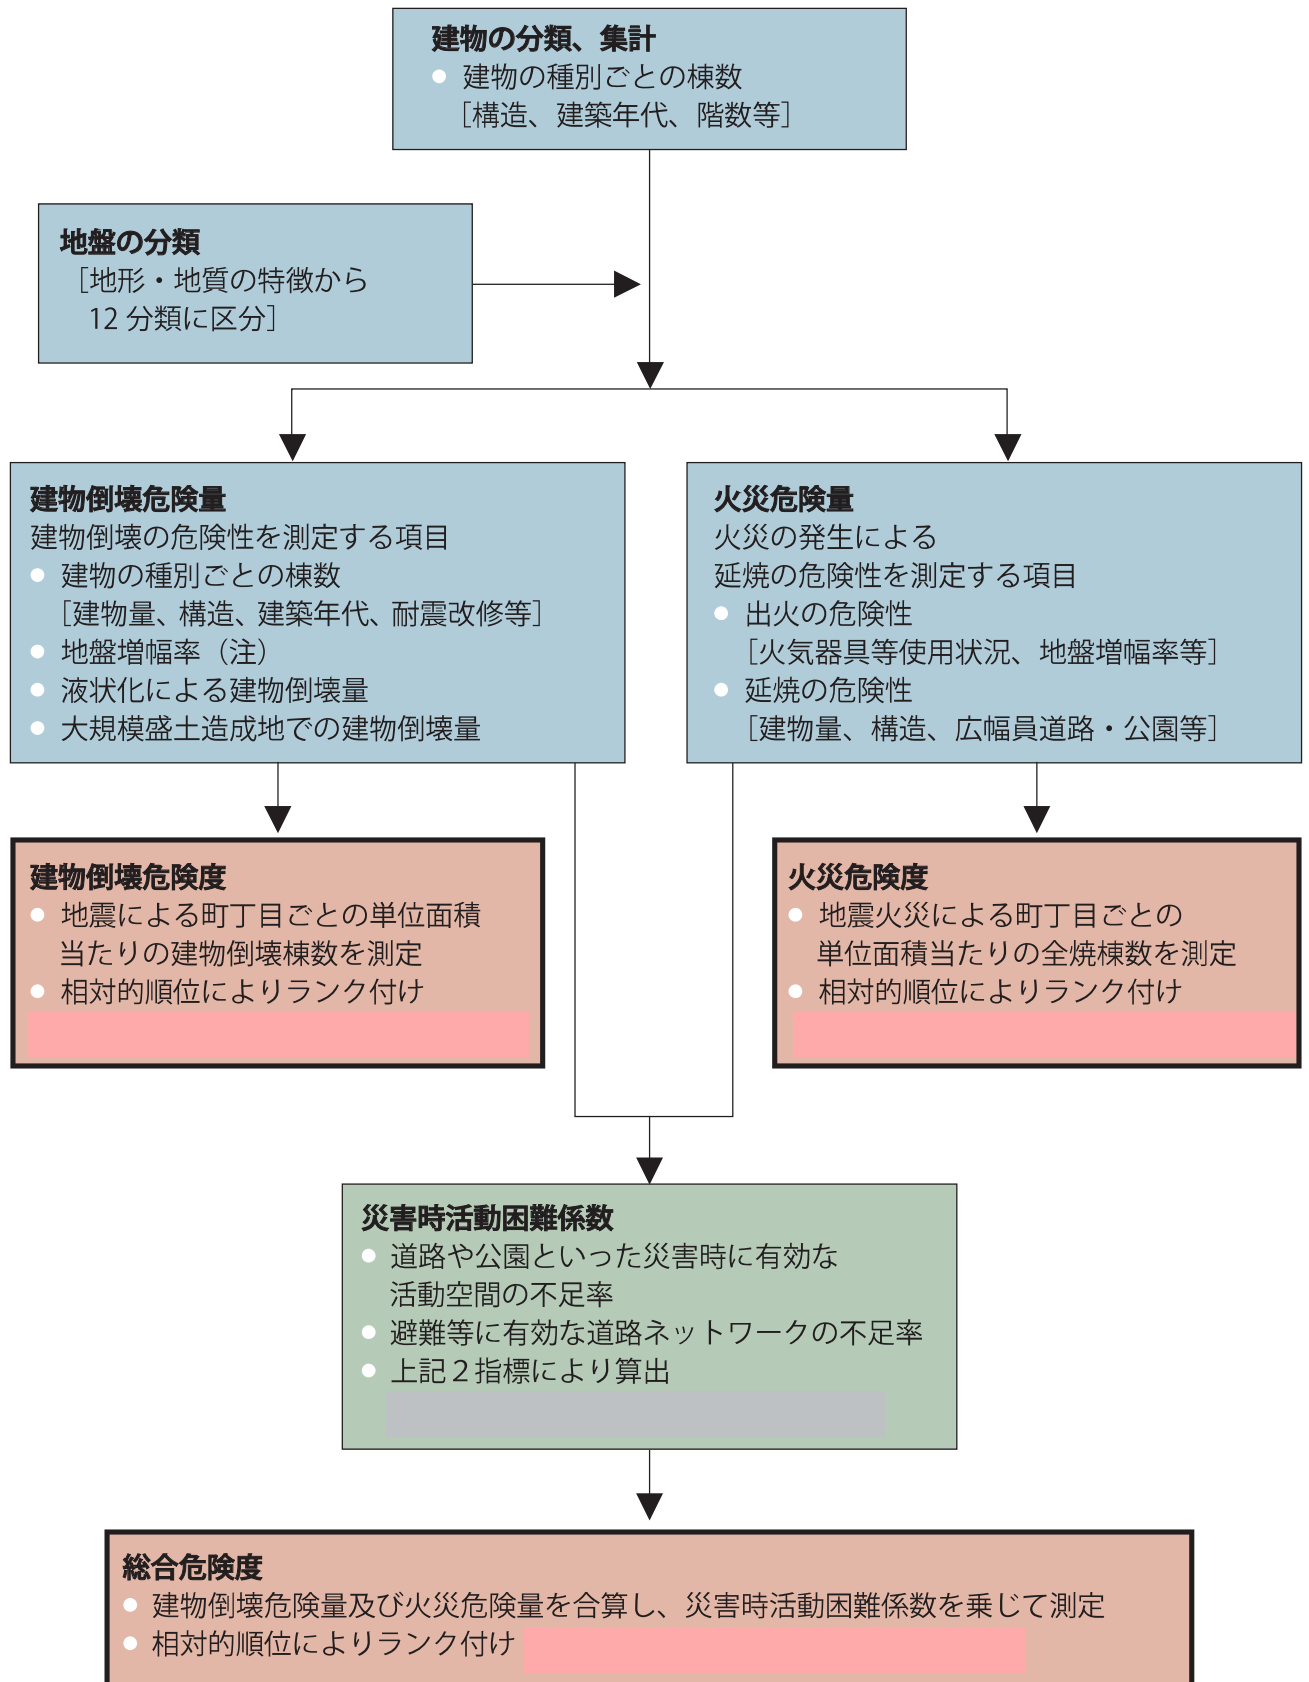 建物の分類、集計
● 建物の種別ごとの棟数
［構造、建築年代、階数等］
地盤の分類
［地形・地質の特徴から
12 分類に区分］
建物倒壊危険量
建物倒壊の危険性を測定する項目
● 建物の種別ごとの棟数
［建物量、構造、建築年代、耐震改修等］
● 地盤増幅率（注）
● 液状化による建物倒壊量
● 大規模盛土造成地での建物倒壊量
火災危険量
火災の発生による
延焼の危険性を測定する項目
● 出火の危険性
［火気器具等使用状況、地盤増幅率等］
● 延焼の危険性
［建物量、構造、広幅員道路・公園等］
建物倒壊危険度
● 地震による町丁目ごとの単位面積
当たりの建物倒壊棟数を測定
● 相対的順位によりランク付け
火災危険度
● 地震火災による町丁目ごとの
単位面積当たりの全焼棟数を測定
● 相対的順位によりランク付け
災害時活動困難係数
● 道路や公園といった災害時に有効な
活動空間の不足率
● 避難等に有効な道路ネットワークの不足率
● 上記２指標により算出
総合危険度
● 建物倒壊危険量及び火災危険量を合算し、災害時活動困難係数を乗じて測定
● 相対的順位によりランク付け